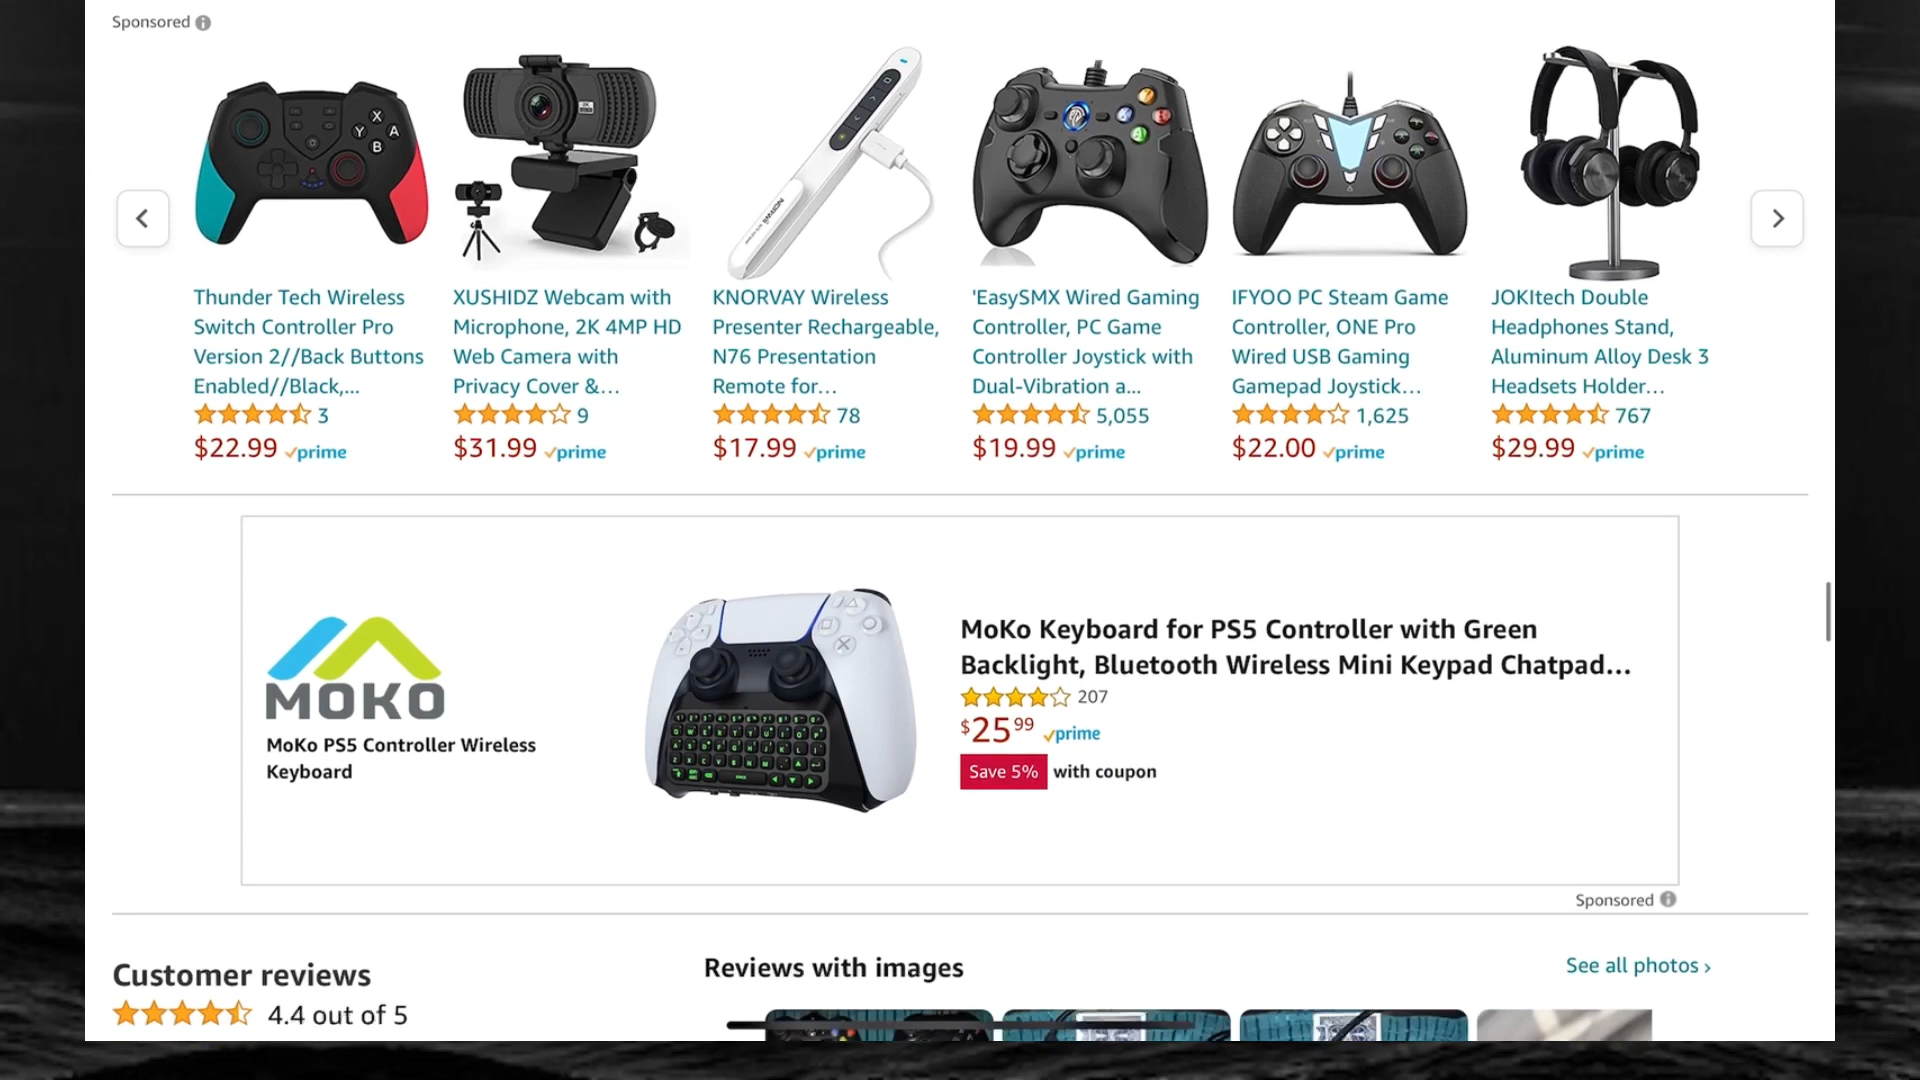 Sponsored
Thunder Tech Wireless
Switch Controller Pro
Version 2//Back Buttons
Enabled//Black,...
3
$22.99 prime
XUSHIDZ Webcam with
Microphone, 2K 4MP HD
Web Camera with
Privacy Cover &...
9
$31.99 prime
KNORVAY Wireless
Presenter Rechargeable,
N76 Presentation
Remote for...
78
$17.99 prime
'EasySMX Wired Gaming
Controller, PC Game
Controller Joystick with
Dual-Vibration a...
5,055
$19.99 prime
IFYOO PC Steam Game
Controller, ONE Pro
Wired USB Gaming
Gamepad Joystick...
1,625
$22.00 prime
JOKItech Double
Headphones Stand,
Aluminum Alloy Desk 3
Headsets Holder...
767
$29.99 prime
MOKO
MoKo PS5 Controller Wireless
Keyboard
MoKo Keyboard for PS5 Controller with Green
Backlight, Bluetooth Wireless Mini Keypad Chatpad...
207
$25 99 prime
Save 5% with coupon
Sponsored
Customer reviews
4.4 out of 5
Reviews with images
See all photos ›